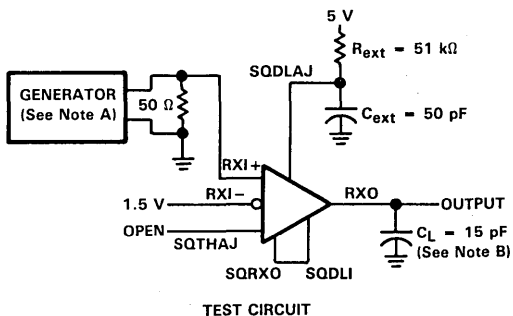 5 V
Rext = 51 kΩ
SQDLAJ
GENERATOR
(See Note A)
50 Ω
Cext = 50 pF
RXI+
RXI−
RXO
1.5 V
OUTPUT
OPEN
SQTHAJ
CL = 15 pF
(See Note B)
SQRXO
SQDLI
TEST CIRCUIT